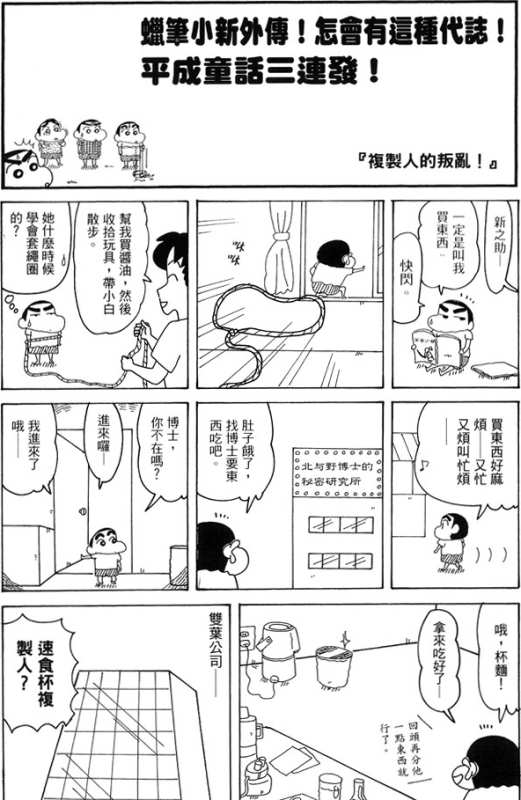 蠟筆小新外傳！怎會有這種代誌！
平成童話三連發！
『複製人的叛亂！』
新之助—
一定是叫我
買東西。
快閃。
幫我買醬油，然後
收拾玩具，帶小白
散步。
她什麼時候
學會套繩圈
的？
買東西好麻
煩——又忙
又煩叫忙煩
北与野博士的
秘密研究所
肚子餓了，
找博士要東
西吃吧。
博士，
你不在嗎？
進來囉—
我進來了
哦—
哦，杯麵！
拿來吃好了—
回頭再分他
一點東西就
行了。
雙葉公司——
速食杯複
製人？